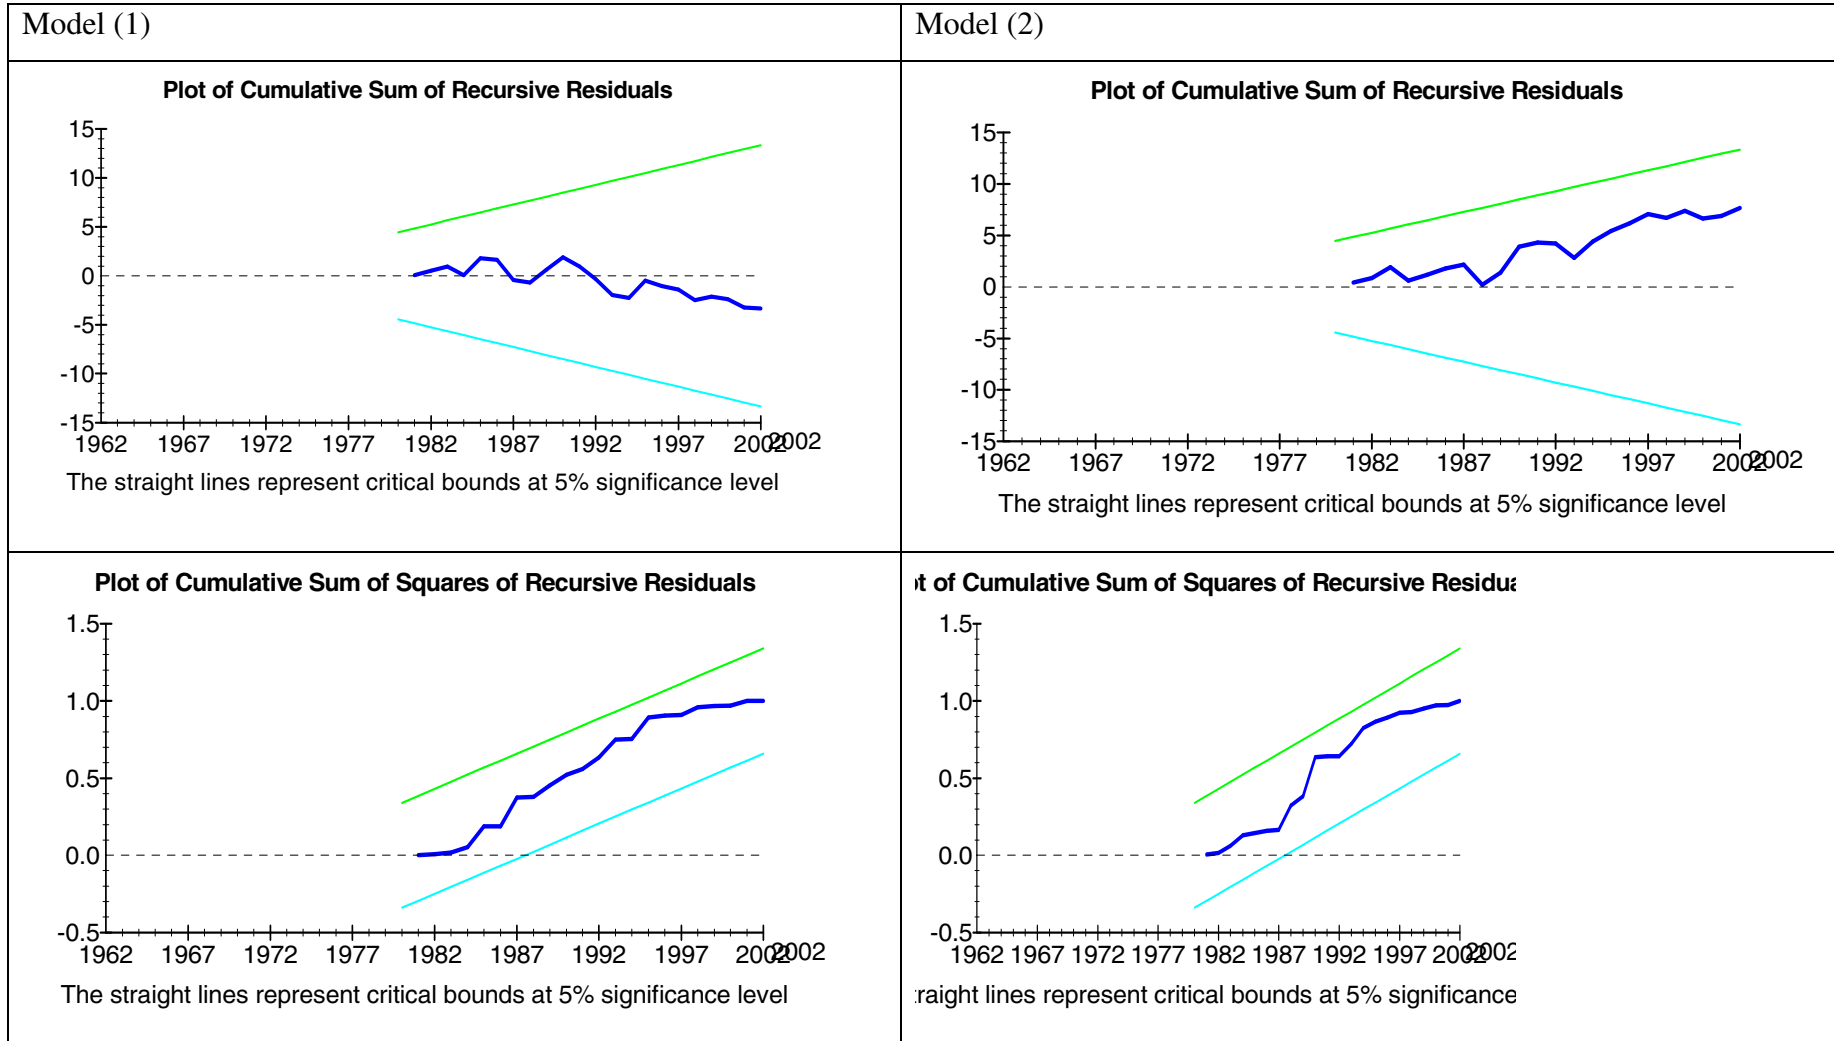 Model (1)
Model (2)
Plot of Cumulative Sum of Recursive Residuals
15
10
5
0
-5
-10
-15
1962 1967 1972 1977 1982 1987 1992 1997 2002 2002
The straight lines represent critical bounds at 5% significance level
Plot of Cumulative Sum of Recursive Residuals
15
10
5
0
-5
-10
-15
1962 1967 1972 1977 1982 1987 1992 1997 2002 2002
The straight lines represent critical bounds at 5% significance level
Plot of Cumulative Sum of Squares of Recursive Residuals
1.5
1.0
0.5
0.0
-0.5
1962 1967 1972 1977 1982 1987 1992 1997 2002 2002
The straight lines represent critical bounds at 5% significance level
ot of Cumulative Sum of Squares of Recursive Residua
1.5
1.0
0.5
0.0
-0.5
1962 1967 1972 1977 1982 1987 1992 1997 2002 2002
raight lines represent critical bounds at 5% significance